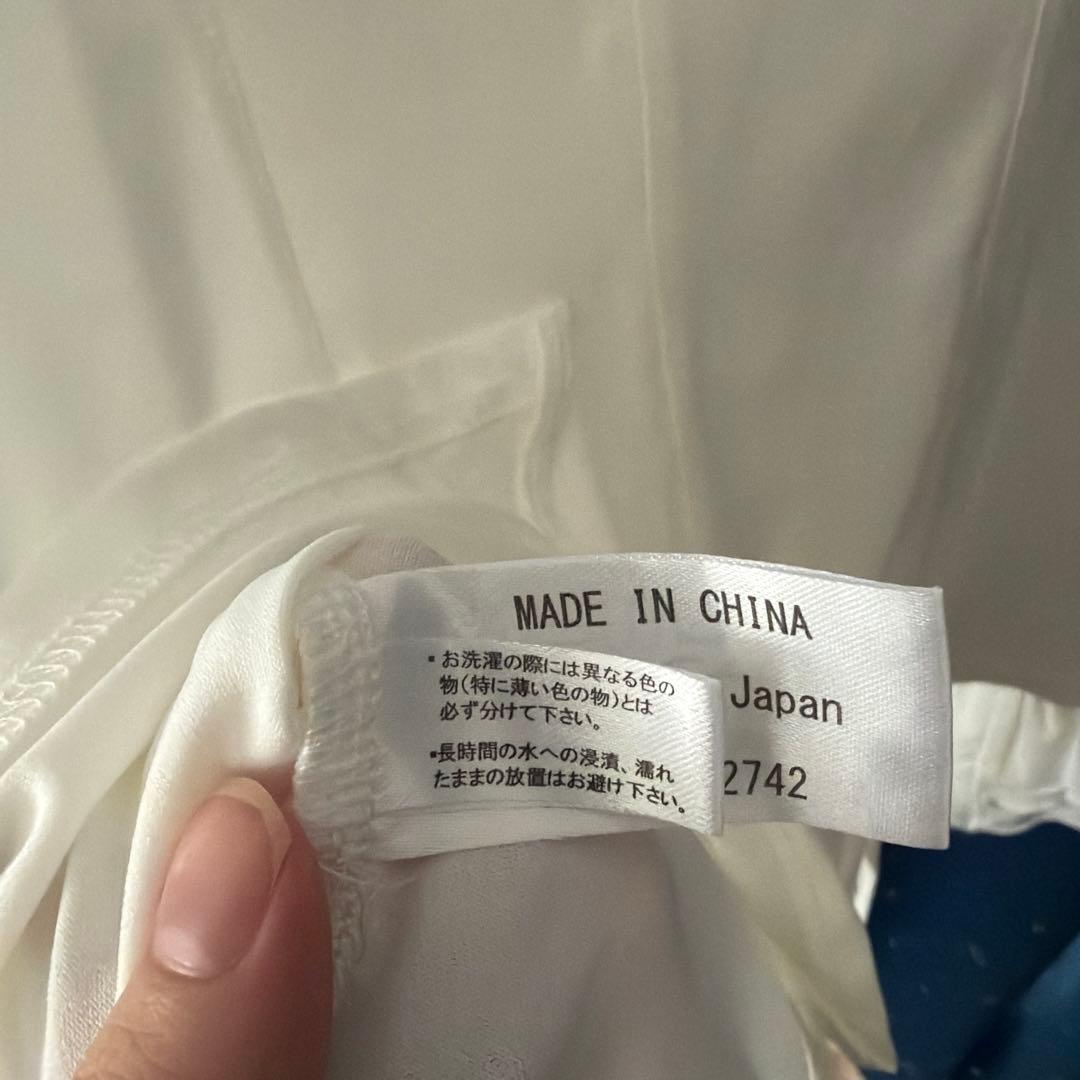 MADE IN CHINA
Japan
2742
・お洗濯の際には異なる色の
物(特に薄い色の物)とは
必ず分けて下さい。
・長時間の水への浸漬、濡れ
たままの放置はお避け下さい。